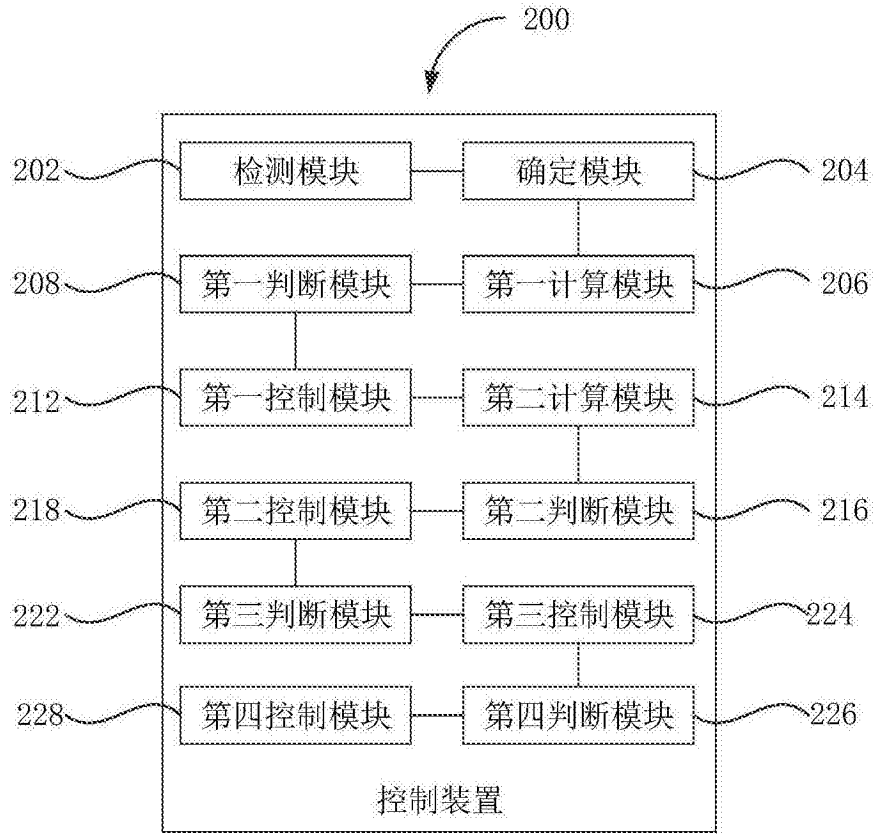 200
202 检测模块 确定模块 204
208 第一判断模块 第一计算模块 206
212 第一控制模块 第二计算模块 214
218 第二控制模块 第二判断模块 216
222 第三判断模块 第三控制模块 224
228 第四控制模块 第四判断模块 226
控制装置